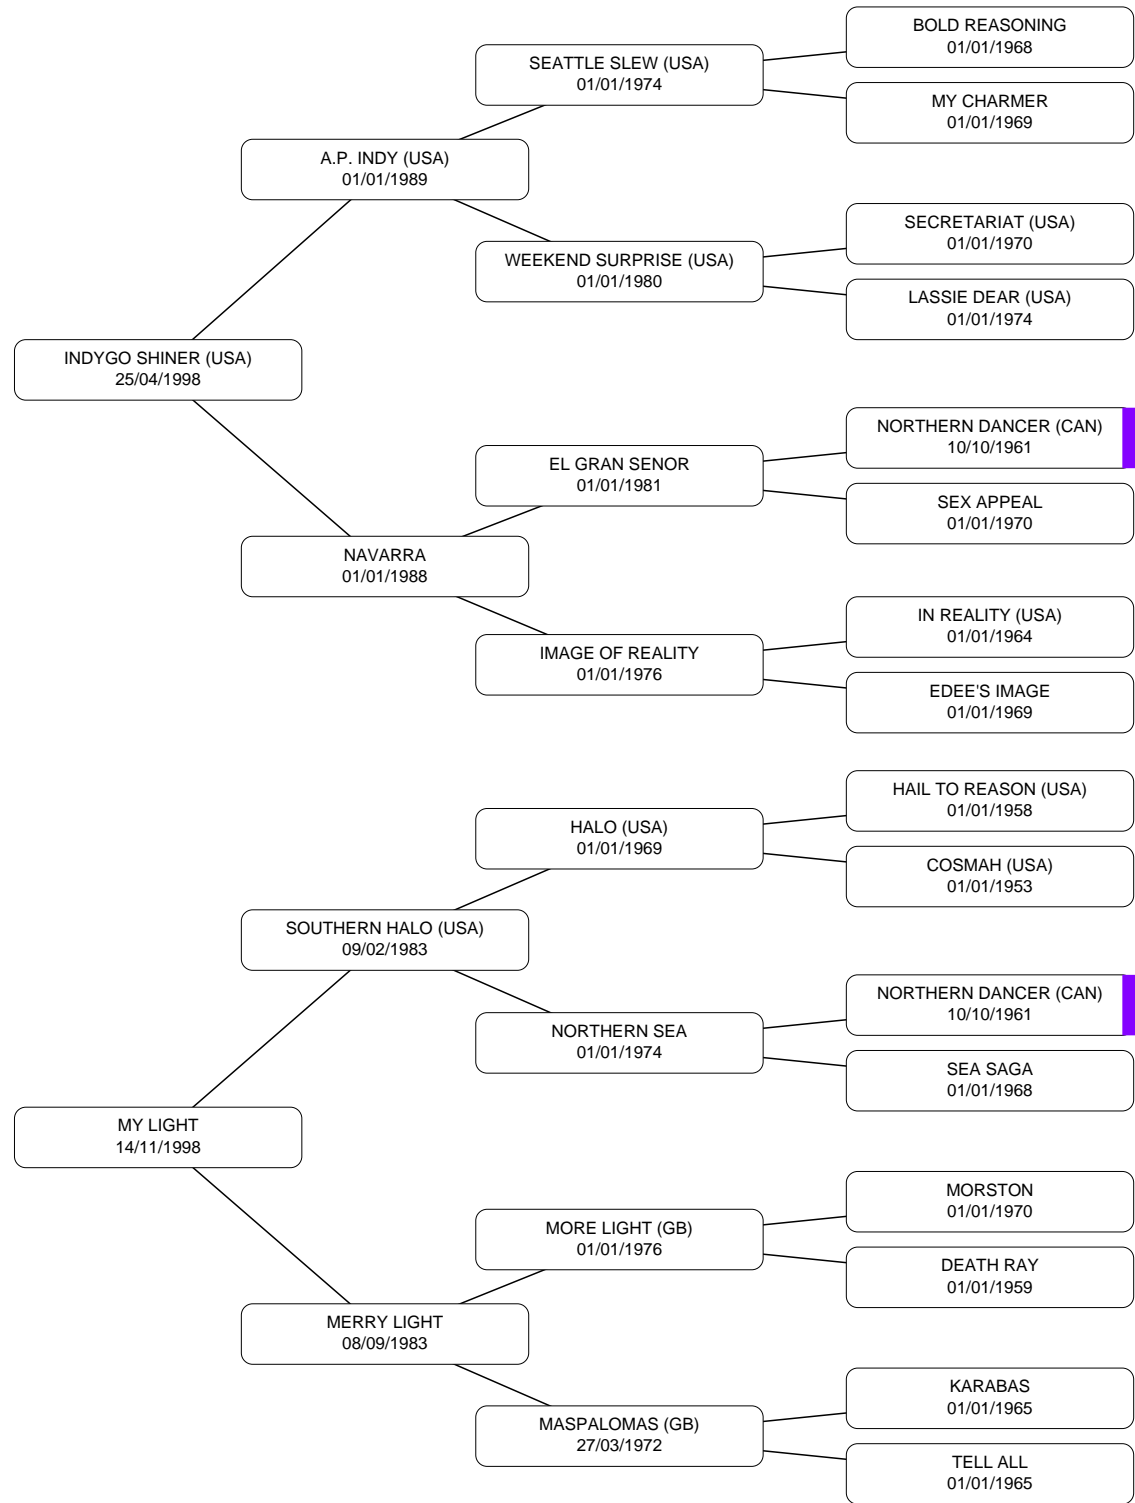 BOLD REASONING
01/01/1968
SEATTLE SLEW (USA)
01/01/1974
MY CHARMER
01/01/1969
A.P. INDY (USA)
01/01/1989
SECRETARIAT (USA)
01/01/1970
WEEKEND SURPRISE (USA)
01/01/1980
LASSIE DEAR (USA)
01/01/1974
INDYGO SHINER (USA)
25/04/1998
NORTHERN DANCER (CAN)
10/10/1961
EL GRAN SENOR
01/01/1981
SEX APPEAL
01/01/1970
NAVARRA
01/01/1988
IN REALITY (USA)
01/01/1964
IMAGE OF REALITY
01/01/1976
EDEE'S IMAGE
01/01/1969
HAIL TO REASON (USA)
01/01/1958
HALO (USA)
01/01/1969
COSMAH (USA)
01/01/1953
SOUTHERN HALO (USA)
09/02/1983
NORTHERN DANCER (CAN)
10/10/1961
NORTHERN SEA
01/01/1974
SEA SAGA
01/01/1968
MY LIGHT
14/11/1998
MORSTON
01/01/1970
MORE LIGHT (GB)
01/01/1976
DEATH RAY
01/01/1959
MERRY LIGHT
08/09/1983
KARABAS
01/01/1965
MASPALOMAS (GB)
27/03/1972
TELL ALL
01/01/1965